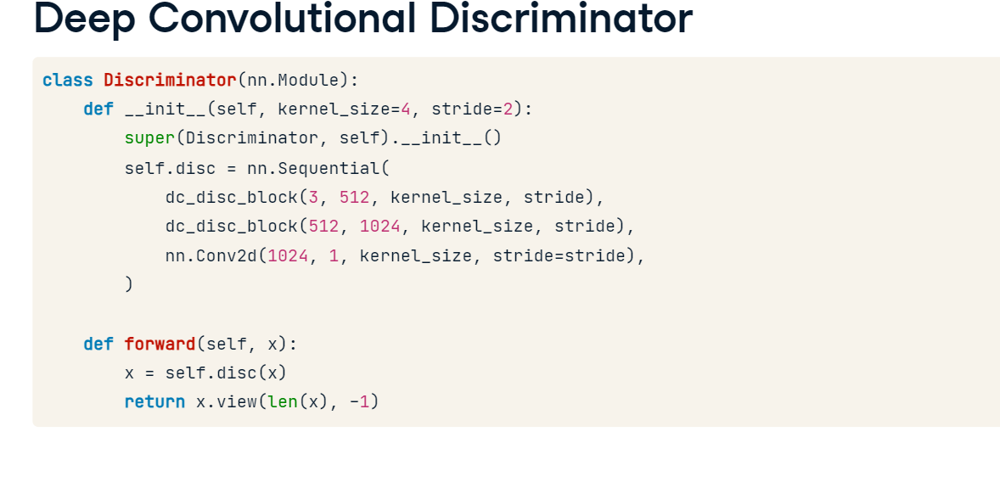 Deep Convolutional Discriminator
class Discriminator(nn.Module):
    def __init__(self, kernel_size=4, stride=2):
        super(Discriminator, self).__init__()
        self.disc = nn.Sequential(
            dc_disc_block(3, 512, kernel_size, stride),
            dc_disc_block(512, 1024, kernel_size, stride),
            nn.Conv2d(1024, 1, kernel_size, stride=stride),
        )
    def forward(self, x):
        x = self.disc(x)
        return x.view(len(x), -1)